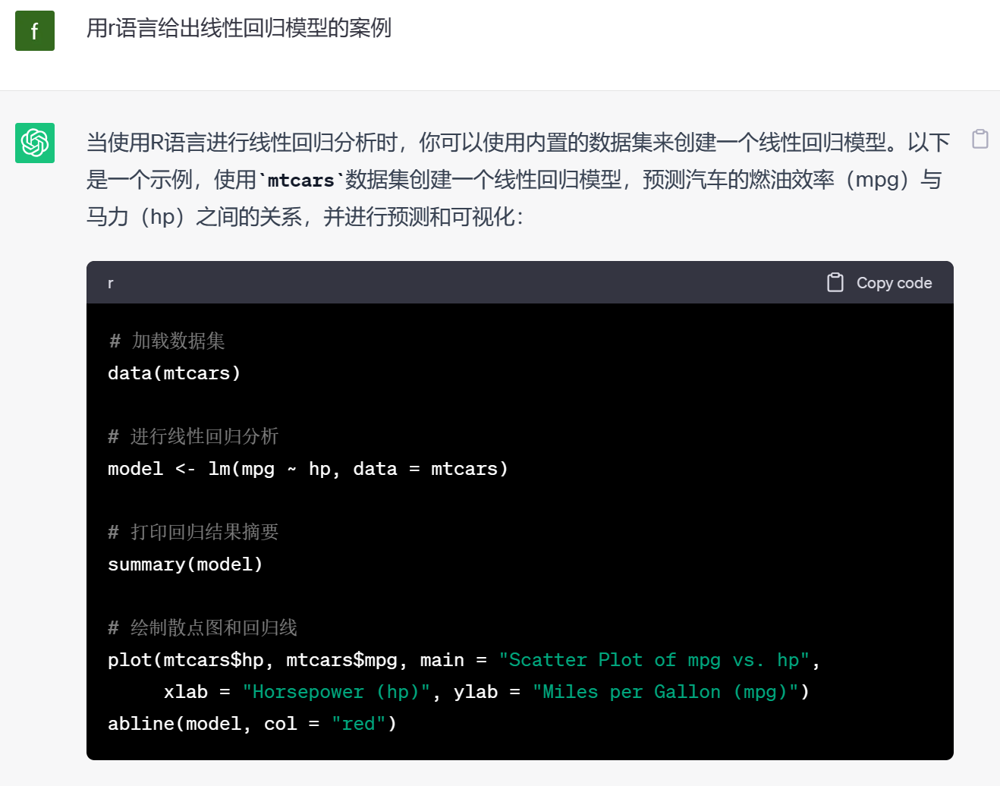 f
用r语言给出线性回归模型的案例
当使用R语言进行线性回归分析时，你可以使用内置的数据集来创建一个线性回归模型。以下
是一个示例，使用`mtcars`数据集创建一个线性回归模型，预测汽车的燃油效率（mpg）与
马力（hp）之间的关系，并进行预测和可视化：
r Copy code
# 加载数据集
data(mtcars)
# 进行线性回归分析
model <- lm(mpg ~ hp, data = mtcars)
# 打印回归结果摘要
summary(model)
# 绘制散点图和回归线
plot(mtcars$hp, mtcars$mpg, main = "Scatter Plot of mpg vs. hp",
     xlab = "Horsepower (hp)", ylab = "Miles per Gallon (mpg)")
abline(model, col = "red")